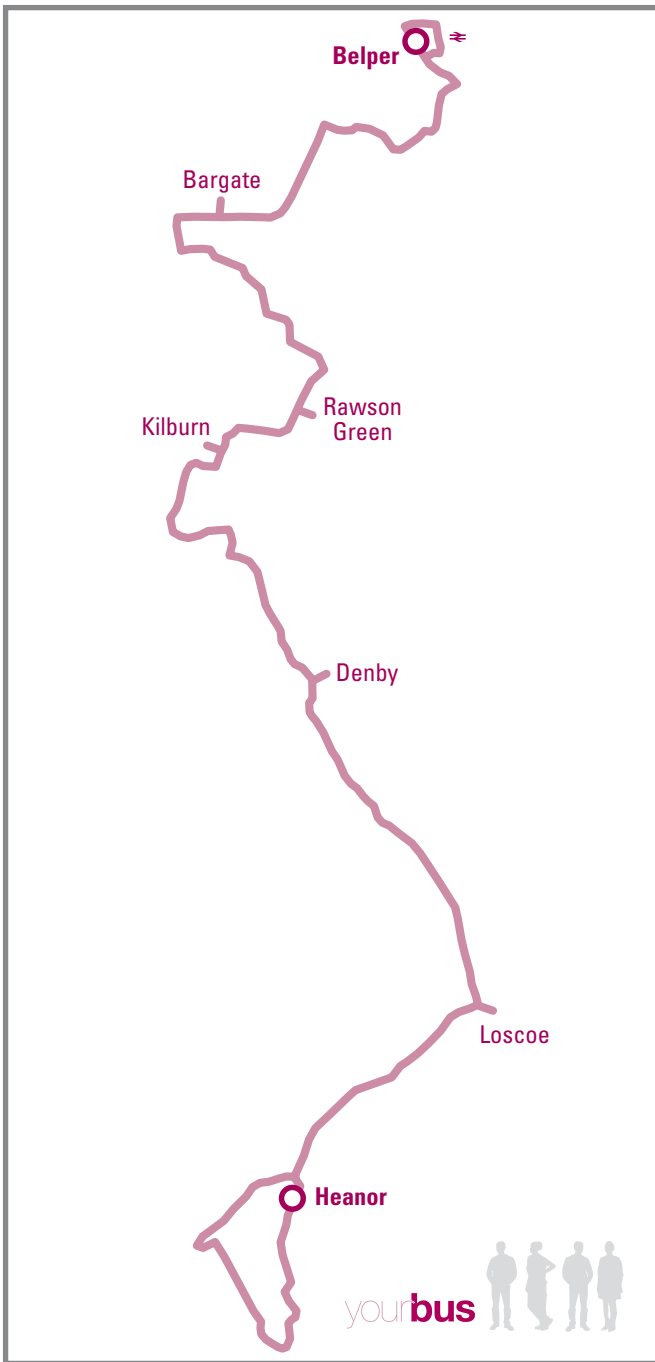 Belper
Bargate
Rawson
Green
Kilburn
Denby
Loscoe
Heanor
yourbus